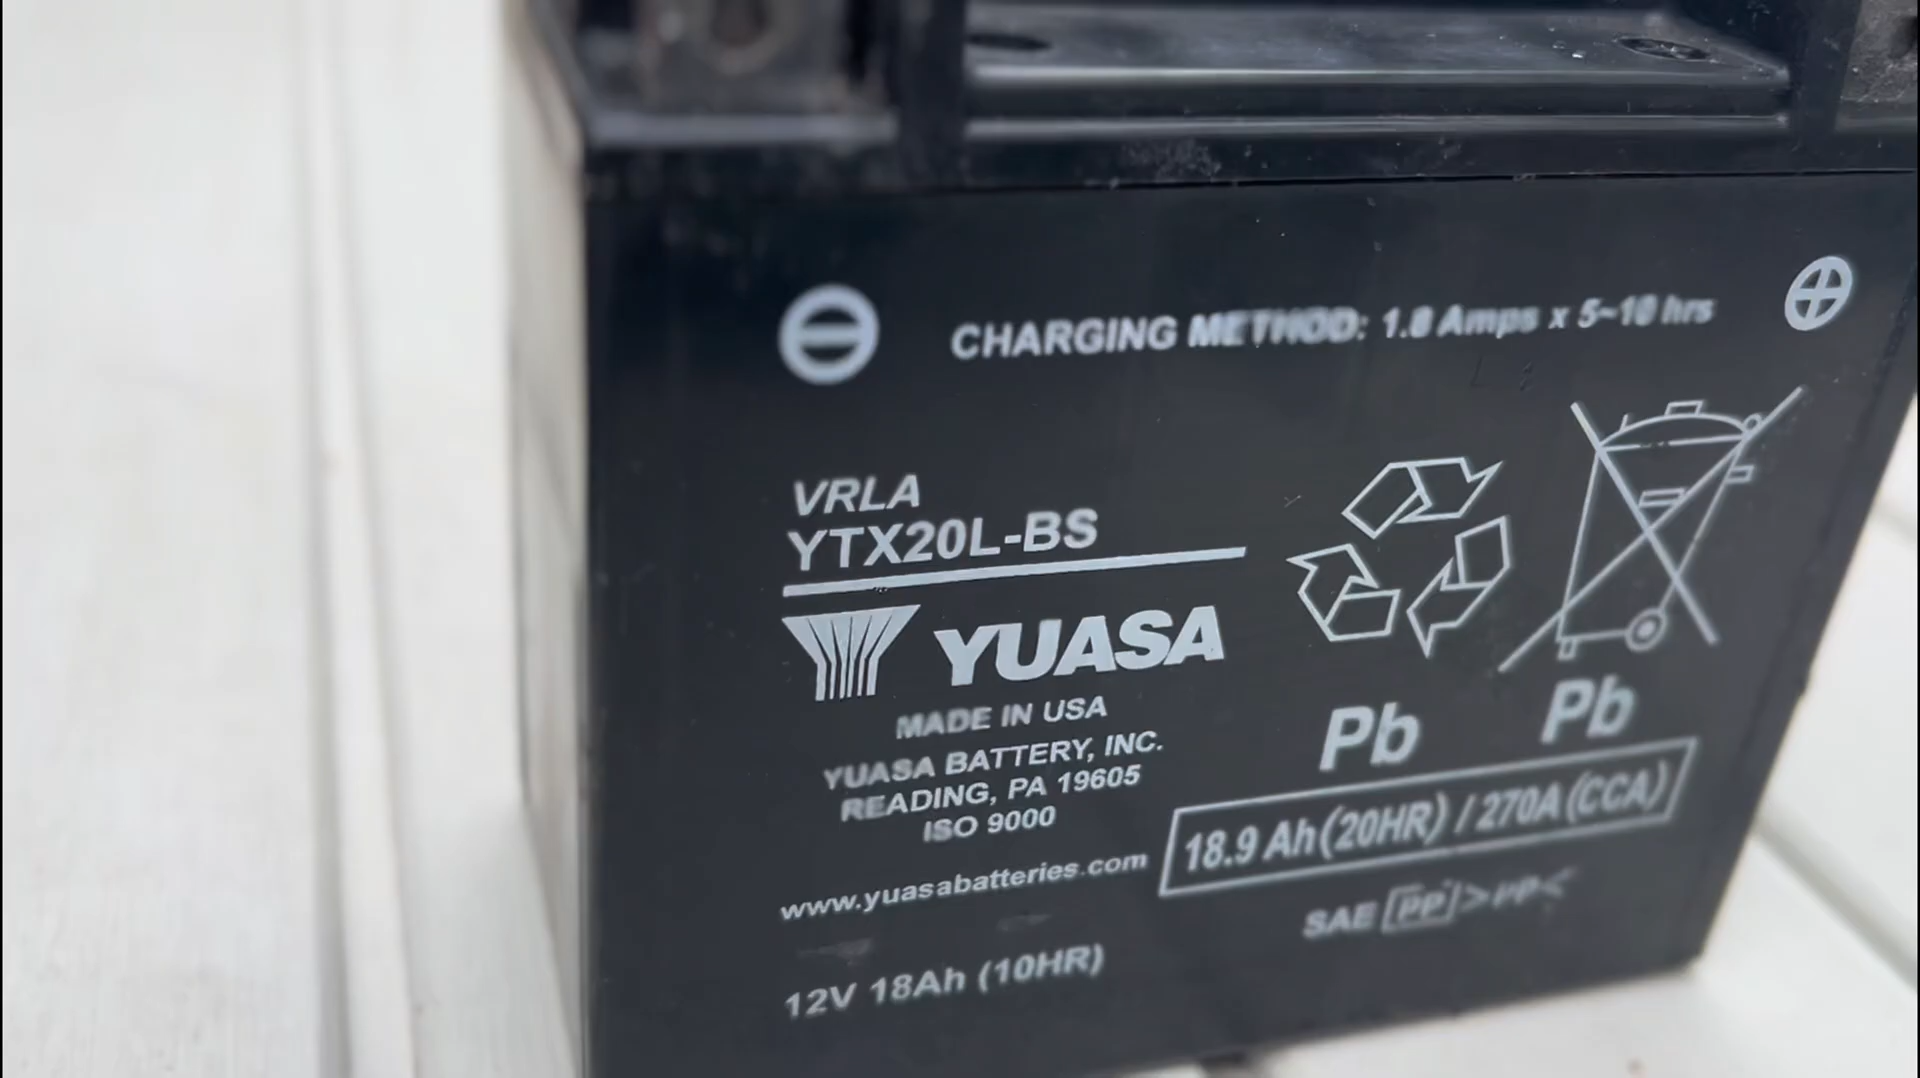 CHARGING METHOD: 1.8 Amps x 5~10 hrs
VRLA
YTX20L-BS
YUASA
MADE IN USA
YUASA BATTERY, INC.
READING, PA 19605
ISO 9000
www.yuasabatteries.com
12V 18Ah (10HR)
Pb Pb
18.9 Ah(20HR) / 270A(CCA)
SAE [PP]>PP<